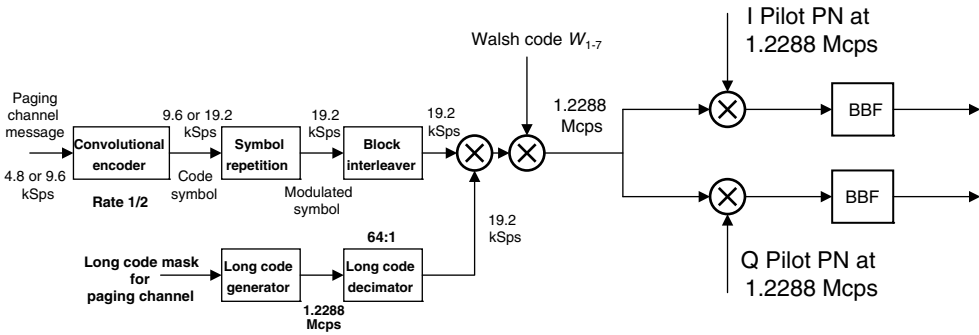 I Pilot PN at
1.2288 Mcps
Walsh code W1-7
Paging
channel
message
9.6 or 19.2
kSps
19.2
kSps
19.2
kSps
1.2288
Mcps
BBF
Convolutional
encoder
Symbol
repetition
Block
interleaver
4.8 or 9.6
kSps
Rate 1/2
Code
symbol
Modulated
symbol
BBF
19.2
kSps
64:1
Long code mask
for
paging channel
Long code
generator
Long code
decimator
1.2288
Mcps
Q Pilot PN at
1.2288 Mcps